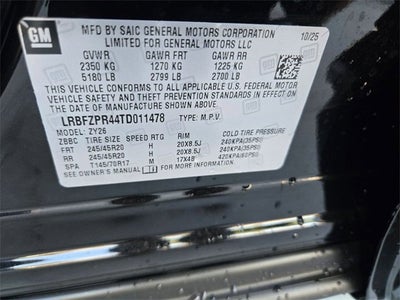 GM
MFD BY SAIC GENERAL MOTORS CORPORATION
LIMITED FOR GENERAL MOTORS LLC
10/25
GVWR GAWR FRT GAWR RR
2350 KG 1270 KG 1225 KG
5180 LB 2799 LB 2700 LB
THIS VEHICLE CONFORMS TO ALL APPLICABLE U.S. FEDERAL MOTOR
VEHICLE SAFETY AND THEFT PREVENTION STANDARDS IN EFFECT ON
THE DATE OF MANUFACTURE SHOWN ABOVE.
LRBFZPR44TD011478 TYPE: M.P.V.
ZBBC ZY26
TIRE SIZE SPEED RTG RIM COLD TIRE PRESSURE
FRT 245/45R20 H 20X8.5J 240KPA(35PSI)
RR 245/45R20 H 20X8.5J 240KPA(35PSI)
SPA T145/70R17 M 17X4B 420KPA(60PSI)
SEE OWNER'S MANUAL FOR MORE INFORMATION